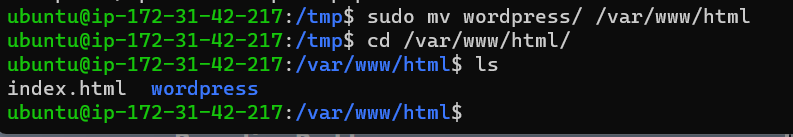 ubuntu@ip-172-31-42-217:/tmp$ sudo mv wordpress/ /var/www/html
ubuntu@ip-172-31-42-217:/tmp$ cd /var/www/html/
ubuntu@ip-172-31-42-217:/var/www/html$ ls
index.html  wordpress
ubuntu@ip-172-31-42-217:/var/www/html$